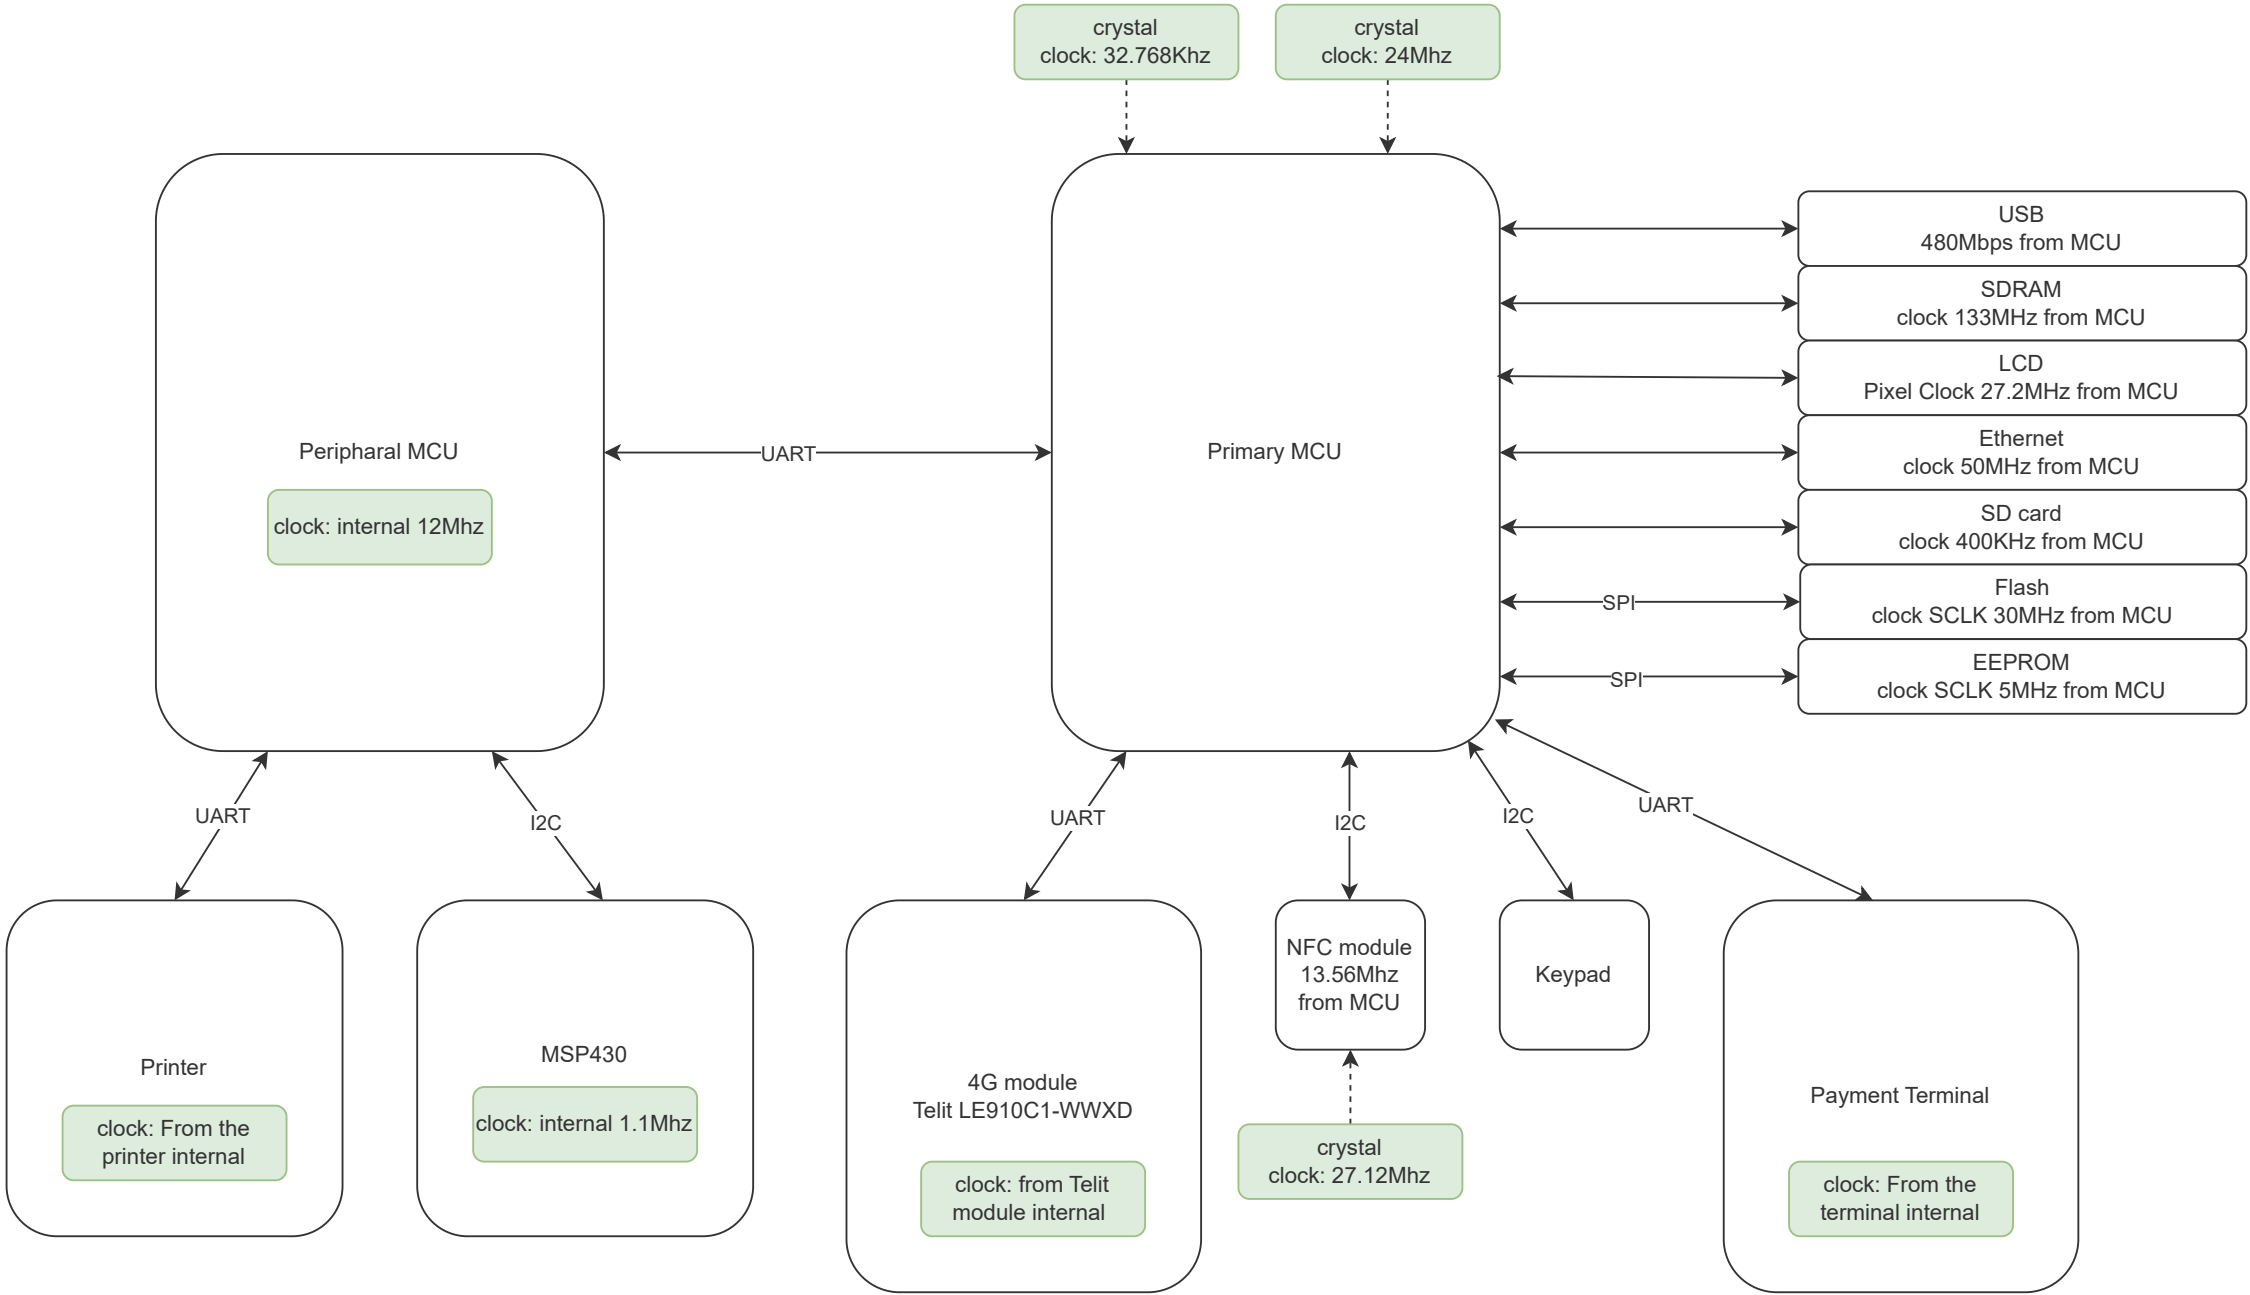 crystal
clock: 32.768Khz
crystal
clock: 24Mhz
USB
480Mbps from MCU
SDRAM
clock 133MHz from MCU
LCD
Pixel Clock 27.2MHz from MCU
Peripharal MCU
UART
Primary MCU
Ethernet
clock 50MHz from MCU
clock: internal 12Mhz
SD card
clock 400KHz from MCU
SPI
Flash
clock SCLK 30MHz from MCU
SPI
EEPROM
clock SCLK 5MHz from MCU
UART
I2C
UART
I2C
I2C
UART
Printer
clock: From the
printer internal
MSP430
clock: internal 1.1Mhz
4G module
Telit LE910C1-WWXD
clock: from Telit
module internal
NFC module
13.56Mhz
from MCU
crystal
clock: 27.12Mhz
Keypad
Payment Terminal
clock: From the
terminal internal